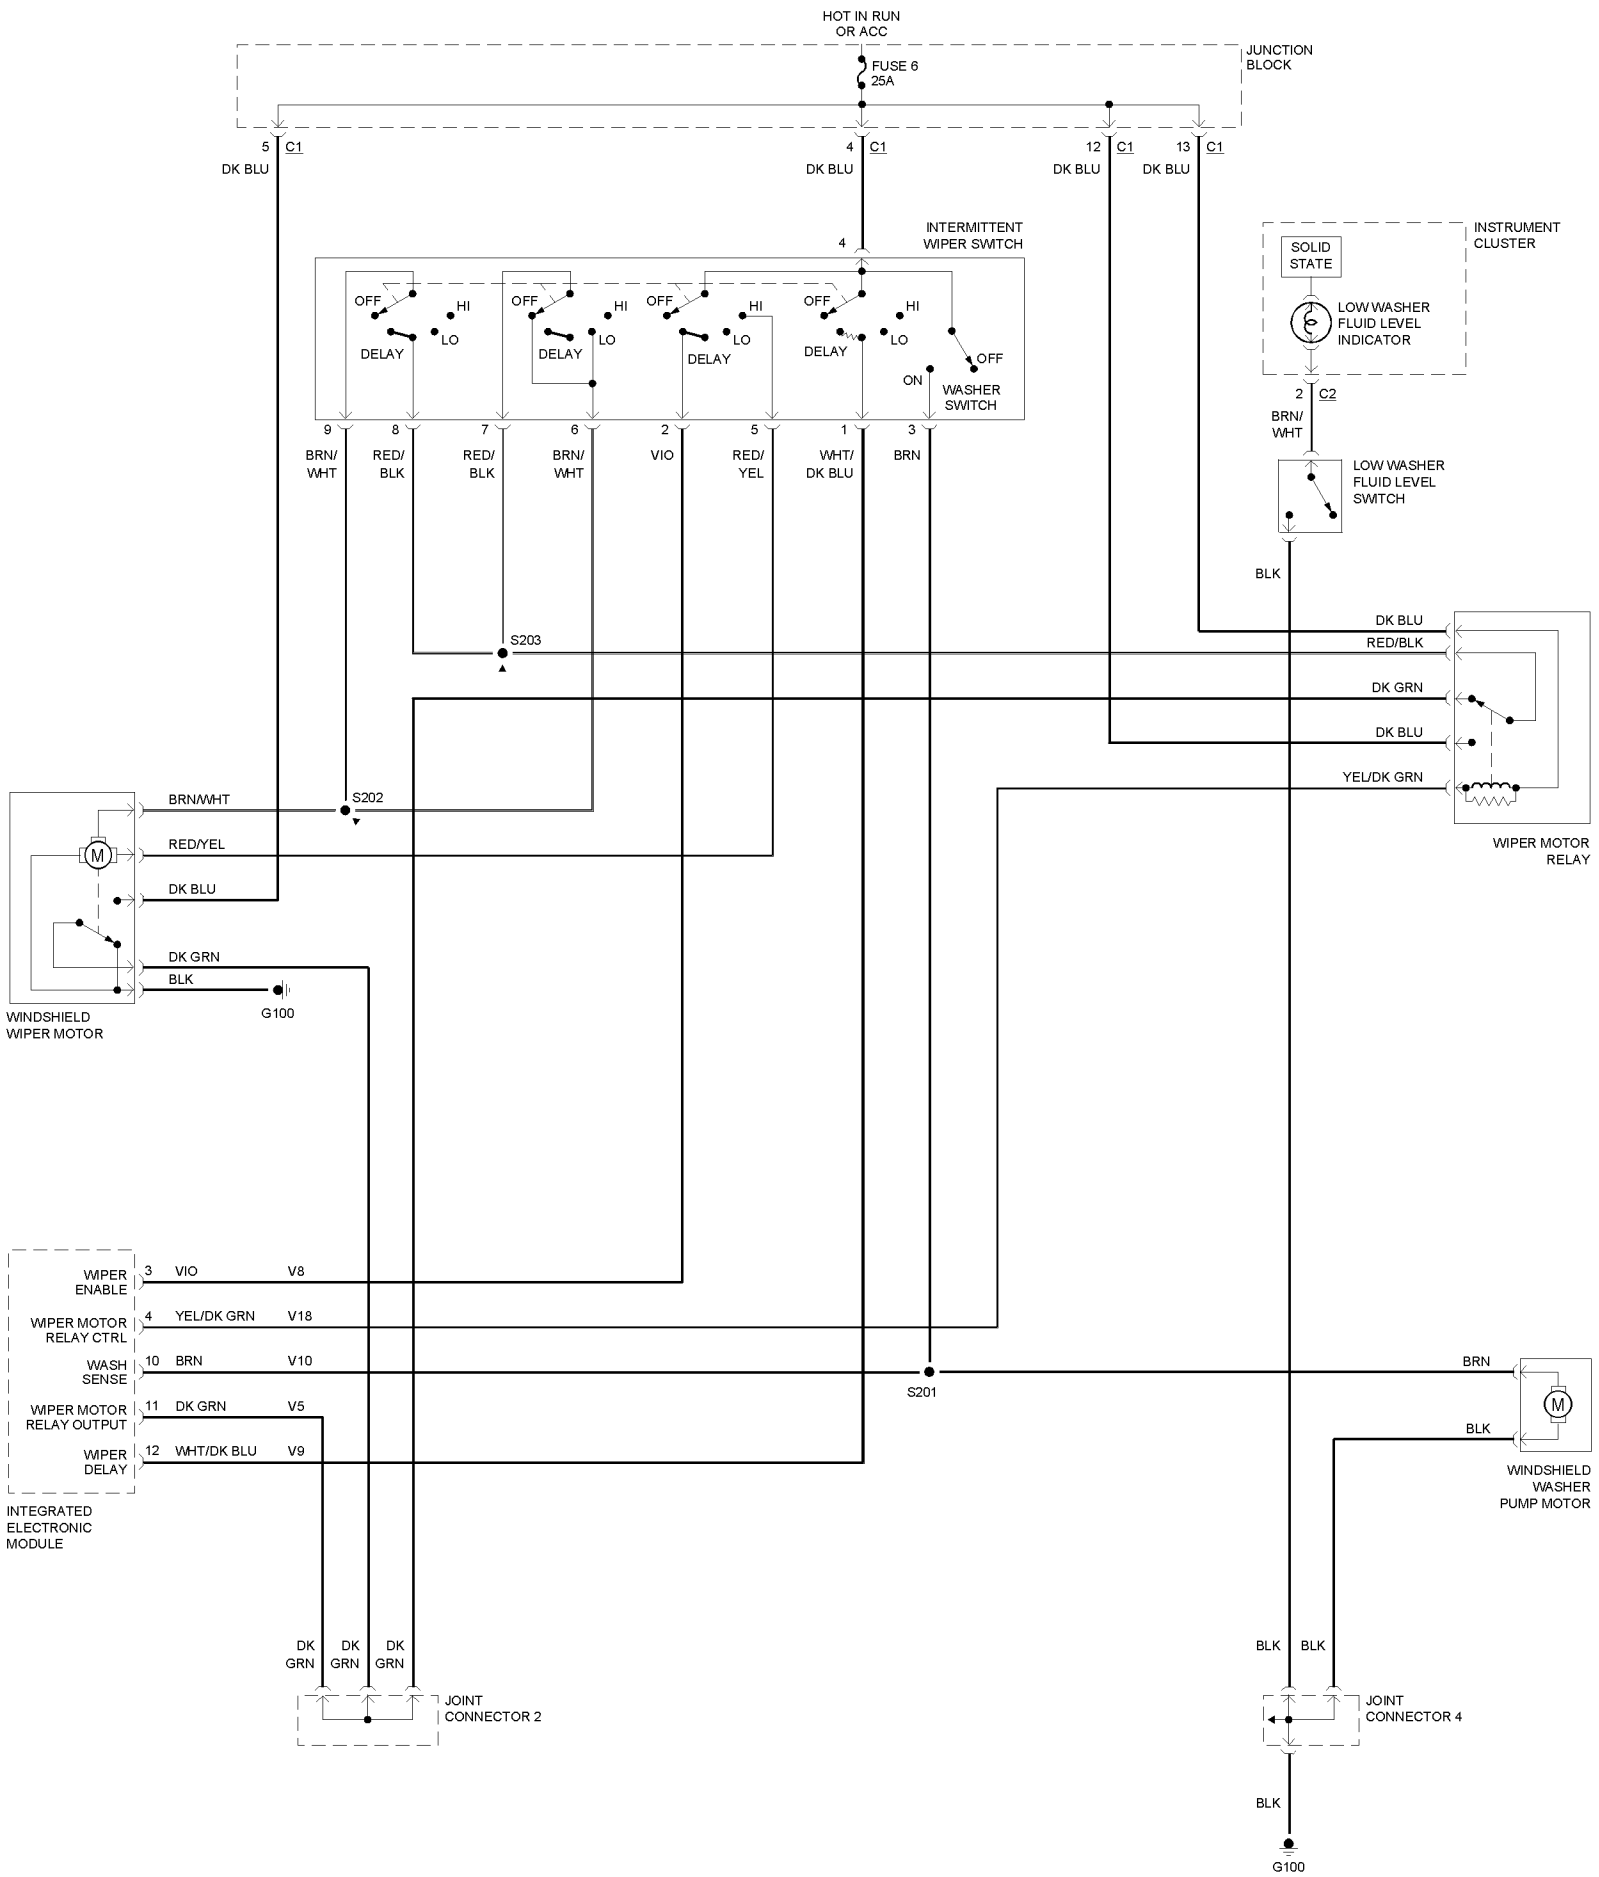 HOT IN RUN
OR ACC
JUNCTION
BLOCK
FUSE 6
25A
5 C1
4 C1
12 C1
13 C1
DK BLU
DK BLU
DK BLU
DK BLU
INTERMITTENT
WIPER SWITCH
4
INSTRUMENT
CLUSTER
SOLID
STATE
LOW WASHER
FLUID LEVEL
INDICATOR
OFF
HI
LO
DELAY
OFF
HI
LO
DELAY
OFF
HI
LO
DELAY
OFF
HI
LO
DELAY
OFF
ON
WASHER
SWITCH
2 C2
BRN/
WHT
9
8
7
6
2
5
1
3
BRN/
WHT
RED/
BLK
RED/
BLK
BRN/
WHT
VIO
RED/
YEL
WHT/
DK BLU
BRN
LOW WASHER
FLUID LEVEL
SWITCH
BLK
S203
DK BLU
RED/BLK
DK GRN
DK BLU
YEL/DK GRN
WIPER MOTOR
RELAY
BRN/WHT
S202
RED/YEL
M
DK BLU
DK GRN
BLK
G100
WINDSHIELD
WIPER MOTOR
WIPER
ENABLE
3 VIO V8
WIPER MOTOR
RELAY CTRL
4 YEL/DK GRN V18
WASH
SENSE
10 BRN V10
S201
WIPER MOTOR
RELAY OUTPUT
11 DK GRN V5
WIPER
DELAY
12 WHT/DK BLU V9
INTEGRATED
ELECTRONIC
MODULE
BRN
M
BLK
WINDSHIELD
WASHER
PUMP MOTOR
DK
GRN
DK
GRN
DK
GRN
JOINT
CONNECTOR 2
BLK
BLK
JOINT
CONNECTOR 4
BLK
G100